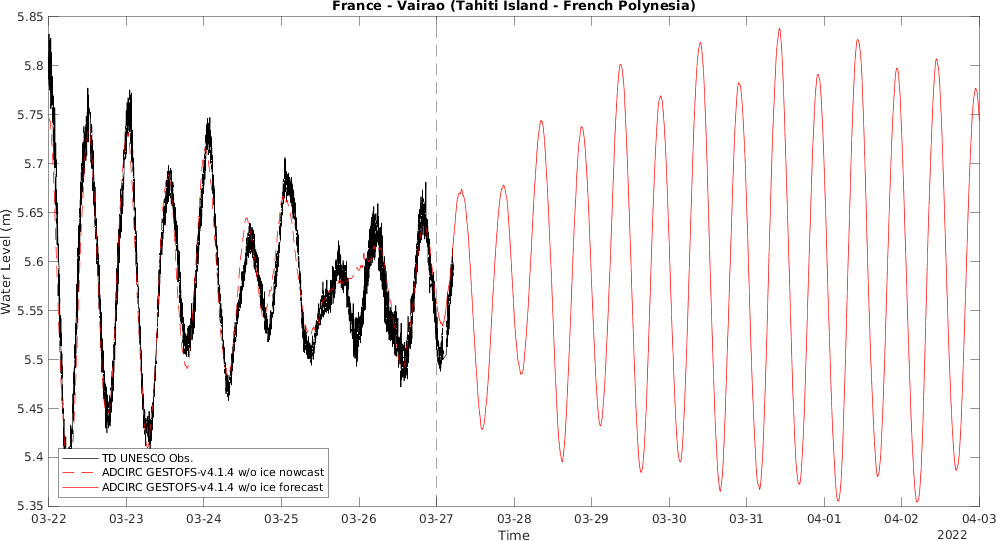 France - Vairao (Tahiti Island - French Polynesia)
5.85
5.8
5.75
5.7
5.65
5.6
5.55
5.5
5.45
5.4
5.35
Water Level (m)
TD UNESCO Obs.
ADCIRC GESTOFS-v4.1.4 w/o ice nowcast
ADCIRC GESTOFS-v4.1.4 w/o ice forecast
03-22 03-23 03-24 03-25 03-26 03-27 03-28 03-29 03-30 03-31 04-01 04-02 04-03
Time
2022